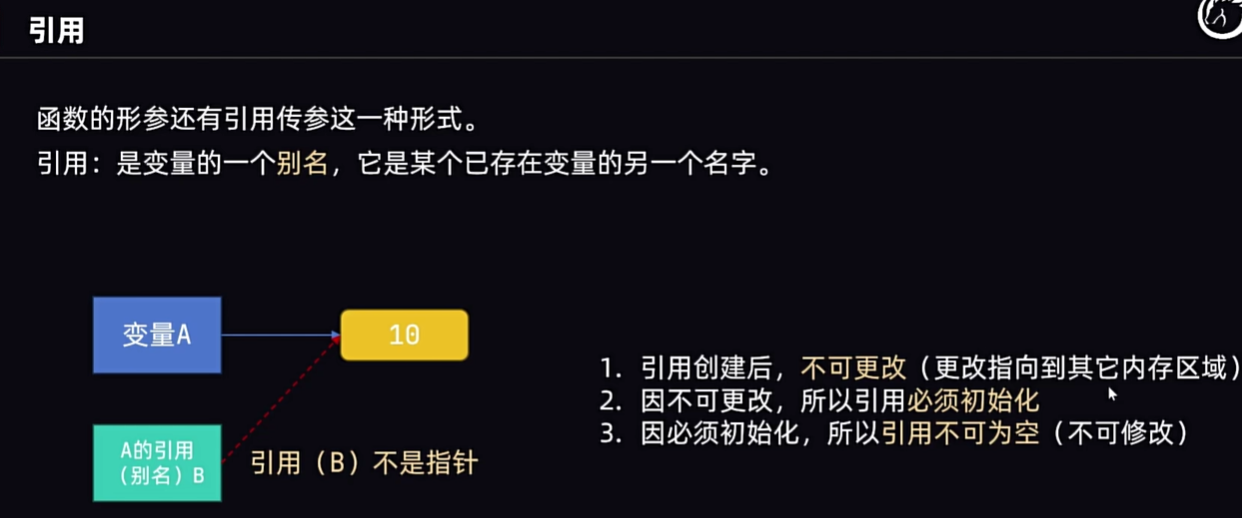 引用
函数的形参还有引用传参这一种形式。
引用：是变量的一个别名，它是某个已存在变量的另一个名字。
变量A
10
A的引用
（别名）B
引用（B）不是指针
1. 引用创建后，不可更改（更改指向到其它内存区域）
2. 因不可更改，所以引用必须初始化
3. 因必须初始化，所以引用不可为空（不可修改）